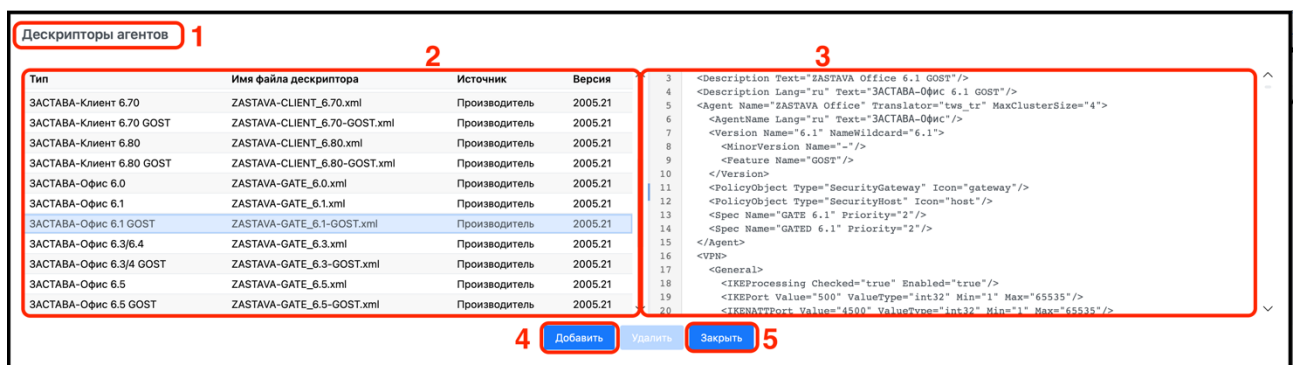 Дескрипторы агентов 1
2 3
Тип Имя файла дескриптора Источник Версия
ЗАСТАВА-Клиент 6.70 ZASTAVA-CLIENT_6.70.xml Производитель 2005.21
ЗАСТАВА-Клиент 6.70 GOST ZASTAVA-CLIENT_6.70-GOST.xml Производитель 2005.21
ЗАСТАВА-Клиент 6.80 ZASTAVA-CLIENT_6.80.xml Производитель 2005.21
ЗАСТАВА-Клиент 6.80 GOST ZASTAVA-CLIENT_6.80-GOST.xml Производитель 2005.21
ЗАСТАВА-Офис 6.0 ZASTAVA-GATE_6.0.xml Производитель 2005.21
ЗАСТАВА-Офис 6.1 ZASTAVA-GATE_6.1.xml Производитель 2005.21
ЗАСТАВА-Офис 6.1 GOST ZASTAVA-GATE_6.1-GOST.xml Производитель 2005.21
ЗАСТАВА-Офис 6.3/6.4 ZASTAVA-GATE_6.3.xml Производитель 2005.21
ЗАСТАВА-Офис 6.3/4 GOST ZASTAVA-GATE_6.3-GOST.xml Производитель 2005.21
ЗАСТАВА-Офис 6.5 ZASTAVA-GATE_6.5.xml Производитель 2005.21
ЗАСТАВА-Офис 6.5 GOST ZASTAVA-GATE_6.5-GOST.xml Производитель 2005.21
3 <Description Text="ZASTAVA Office 6.1 GOST"/>
4 <Description Lang="ru" Text="ЗАСТАВА-Офис 6.1 GOST"/>
5 <Agent Name="ZASTAVA Office" Translator="tws_tr" MaxClusterSize="4">
6 <AgentName Lang="ru" Text="ЗАСТАВА-Офис"/>
7 <Version Name="6.1" NameWildcard="6.1">
8 <MinorVersion Name="-"/>
9 <Feature Name="GOST"/>
10 </Version>
11 <PolicyObject Type="SecurityGateway" Icon="gateway"/>
12 <PolicyObject Type="SecurityHost" Icon="host"/>
13 <Spec Name="GATE 6.1" Priority="2"/>
14 <Spec Name="GATED 6.1" Priority="2"/>
15 </Agent>
16 <VPN>
17 <General>
18 <IKEProcessing Checked="true" Enabled="true"/>
19 <IKEPort Value="500" ValueType="int32" Min="1" Max="65535"/>
20 <IKENATTPort Value="4500" ValueType="int32" Min="1" Max="65535"/>
4 Добавить Удалить Закрыть 5